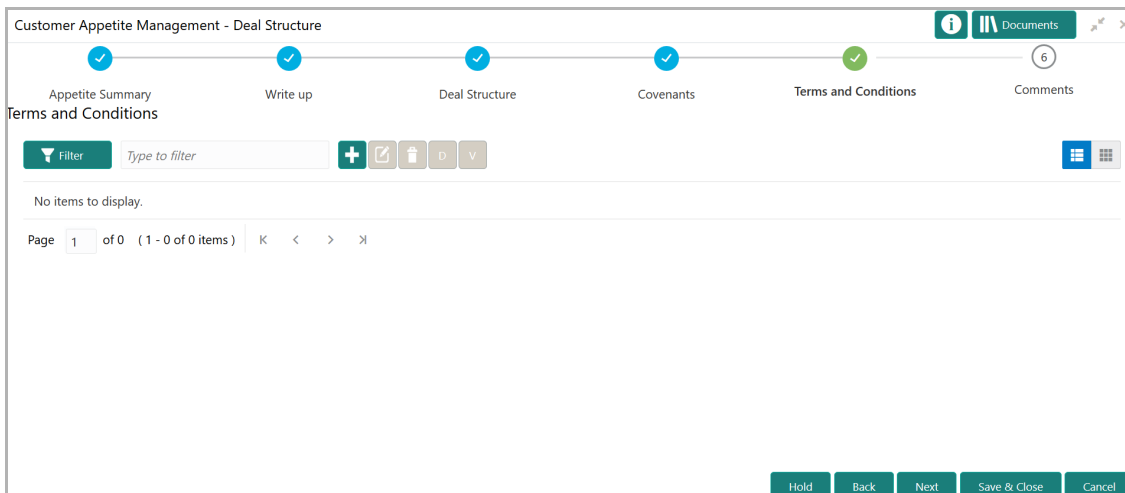 Customer Appetite Management - Deal Structure
Documents
6
Appetite Summary Write up Deal Structure Covenants Terms and Conditions Comments
Terms and Conditions
Filter Type to filter D V
No items to display.
Page 1 of 0 ( 1 - 0 of 0 items )
Hold Back Next Save & Close Cancel